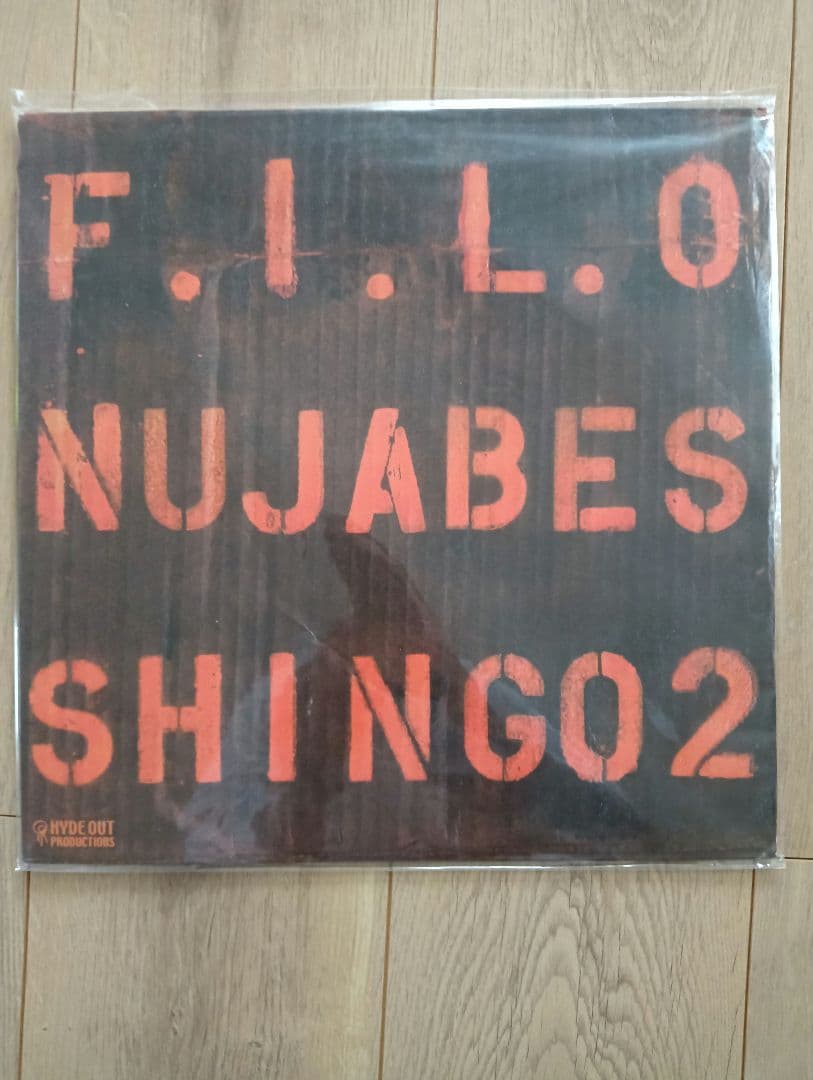 F.I.L.O
NUJABES
SHINGO2
HYDE OUT
PRODUCTIONS